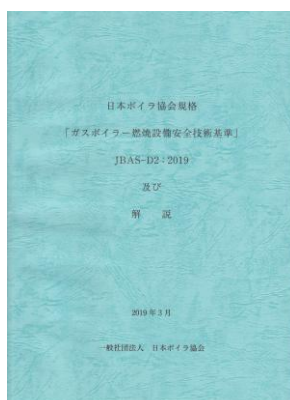 日本ボイラ協会規格
「ガスボイラー燃焼設備安全技術基準」
JBAS-D2:2019
及び
解 説
2019年3月
一般社団法人 日本ボイラ協会